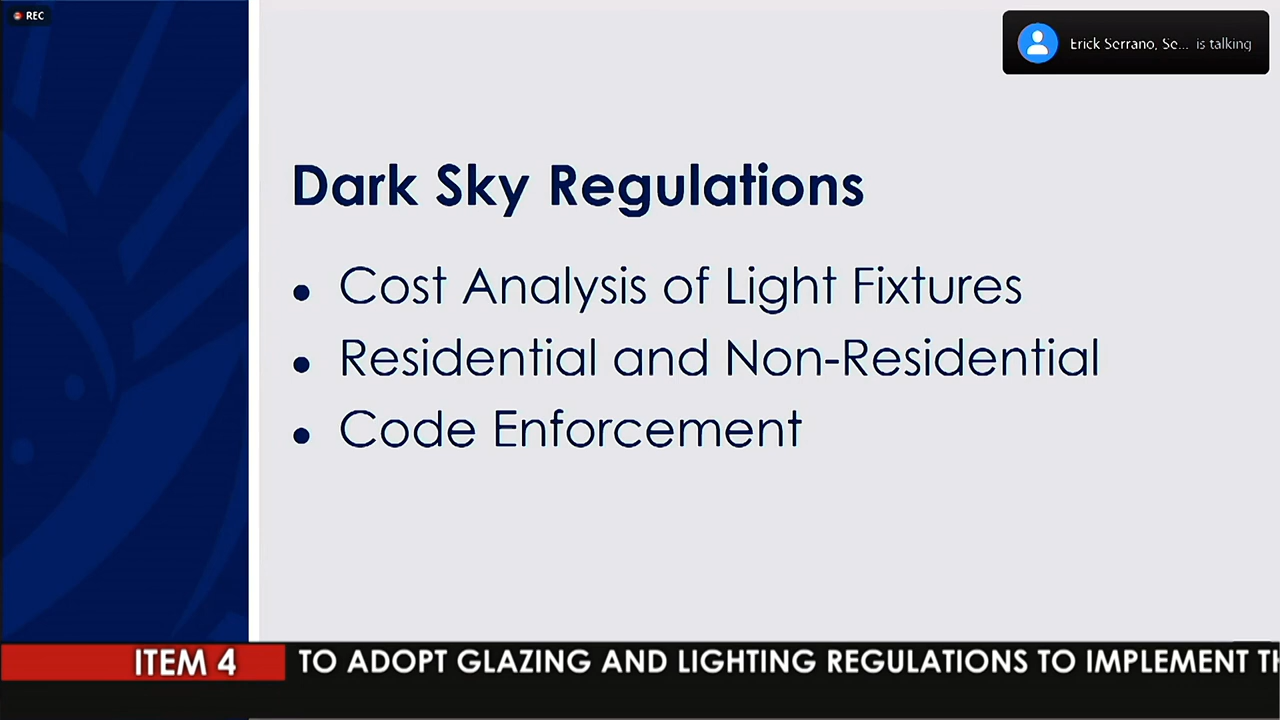 REC
Erick Serrano, Se... is talking
Dark Sky Regulations
• Cost Analysis of Light Fixtures
• Residential and Non-Residential
• Code Enforcement
ITEM 4 TO ADOPT GLAZING AND LIGHTING REGULATIONS TO IMPLEMENT TH